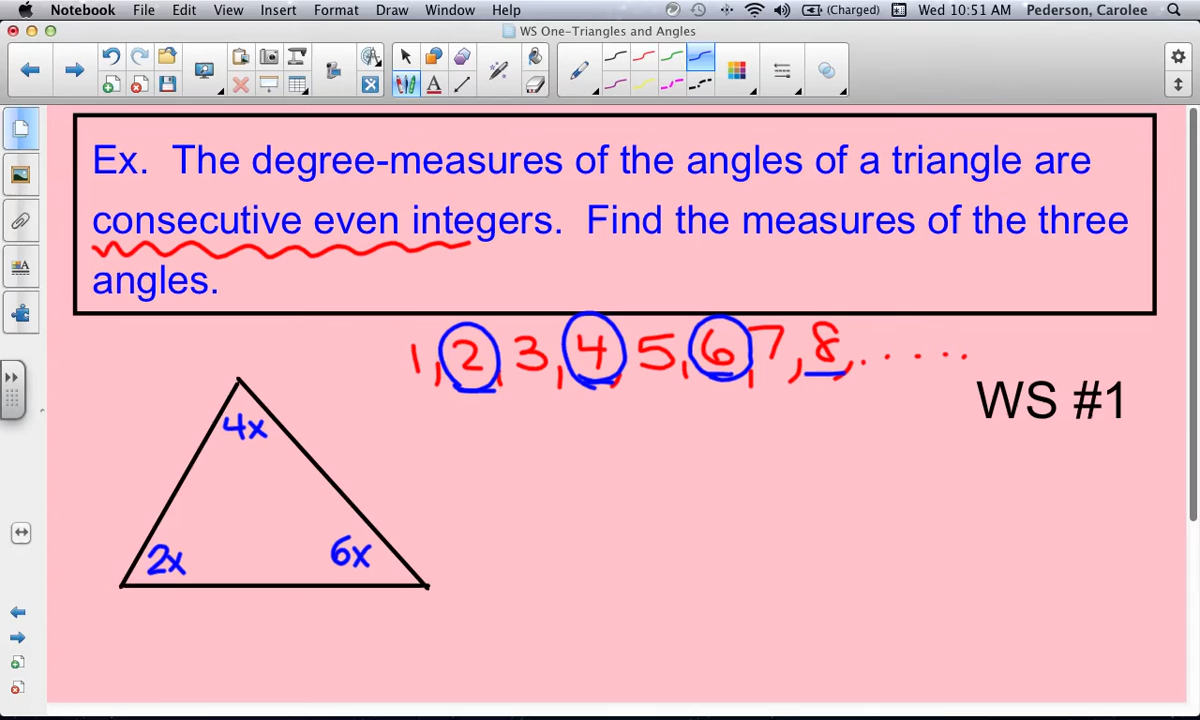 Notebook File Edit View Insert Format Draw Window Help (Charged) Wed 10:51 AM Pederson, Carolee
WS One-Triangles and Angles
Ex. The degree-measures of the angles of a triangle are
consecutive even integers. Find the measures of the three
angles.
1, 2, 3, 4, 5, 6, 7, 8, . . . . .
WS #1
4x
2x 6x